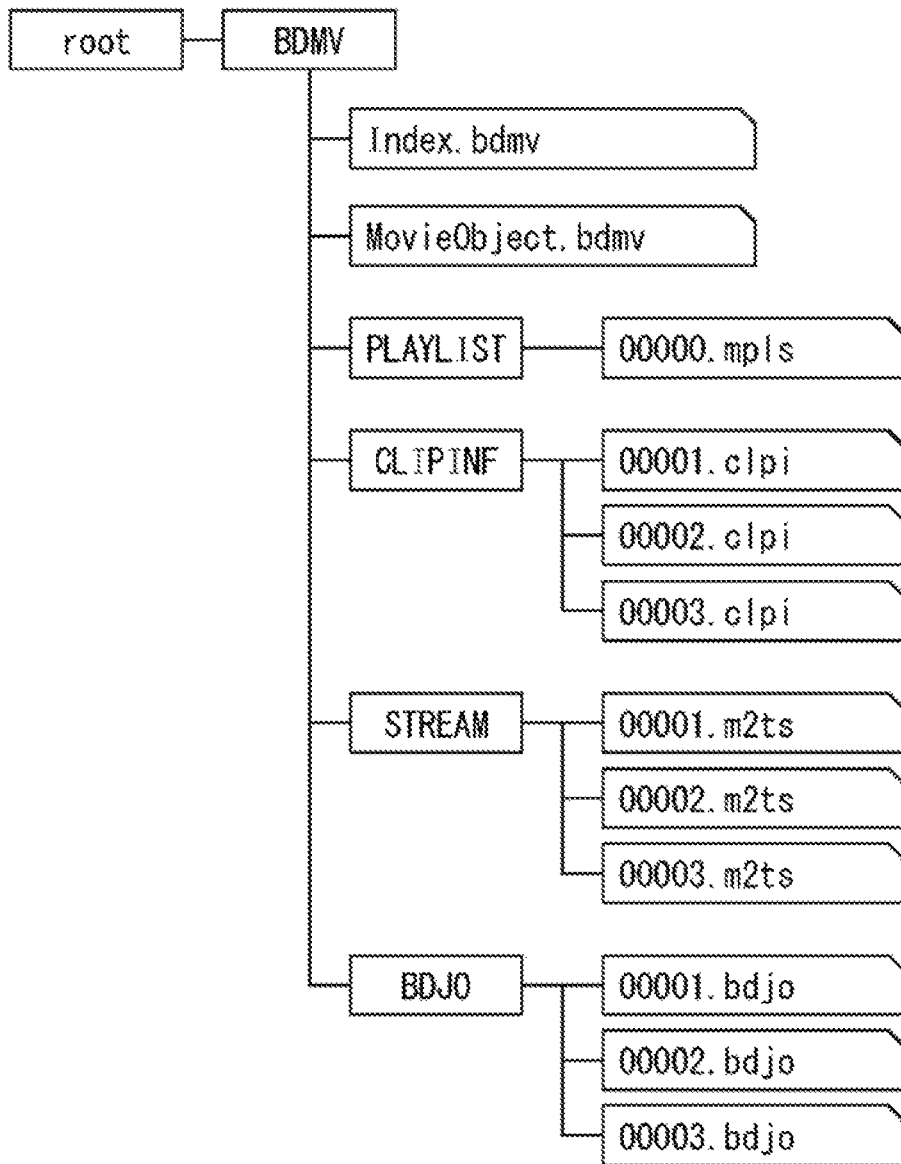 root BDMV
Index.bdmv
MovieObject.bdmv
PLAYLIST 00000.mpls
CLIPINF 00001.clpi
00002.clpi
00003.clpi
STREAM 00001.m2ts
00002.m2ts
00003.m2ts
BDJO 00001.bdjo
00002.bdjo
00003.bdjo